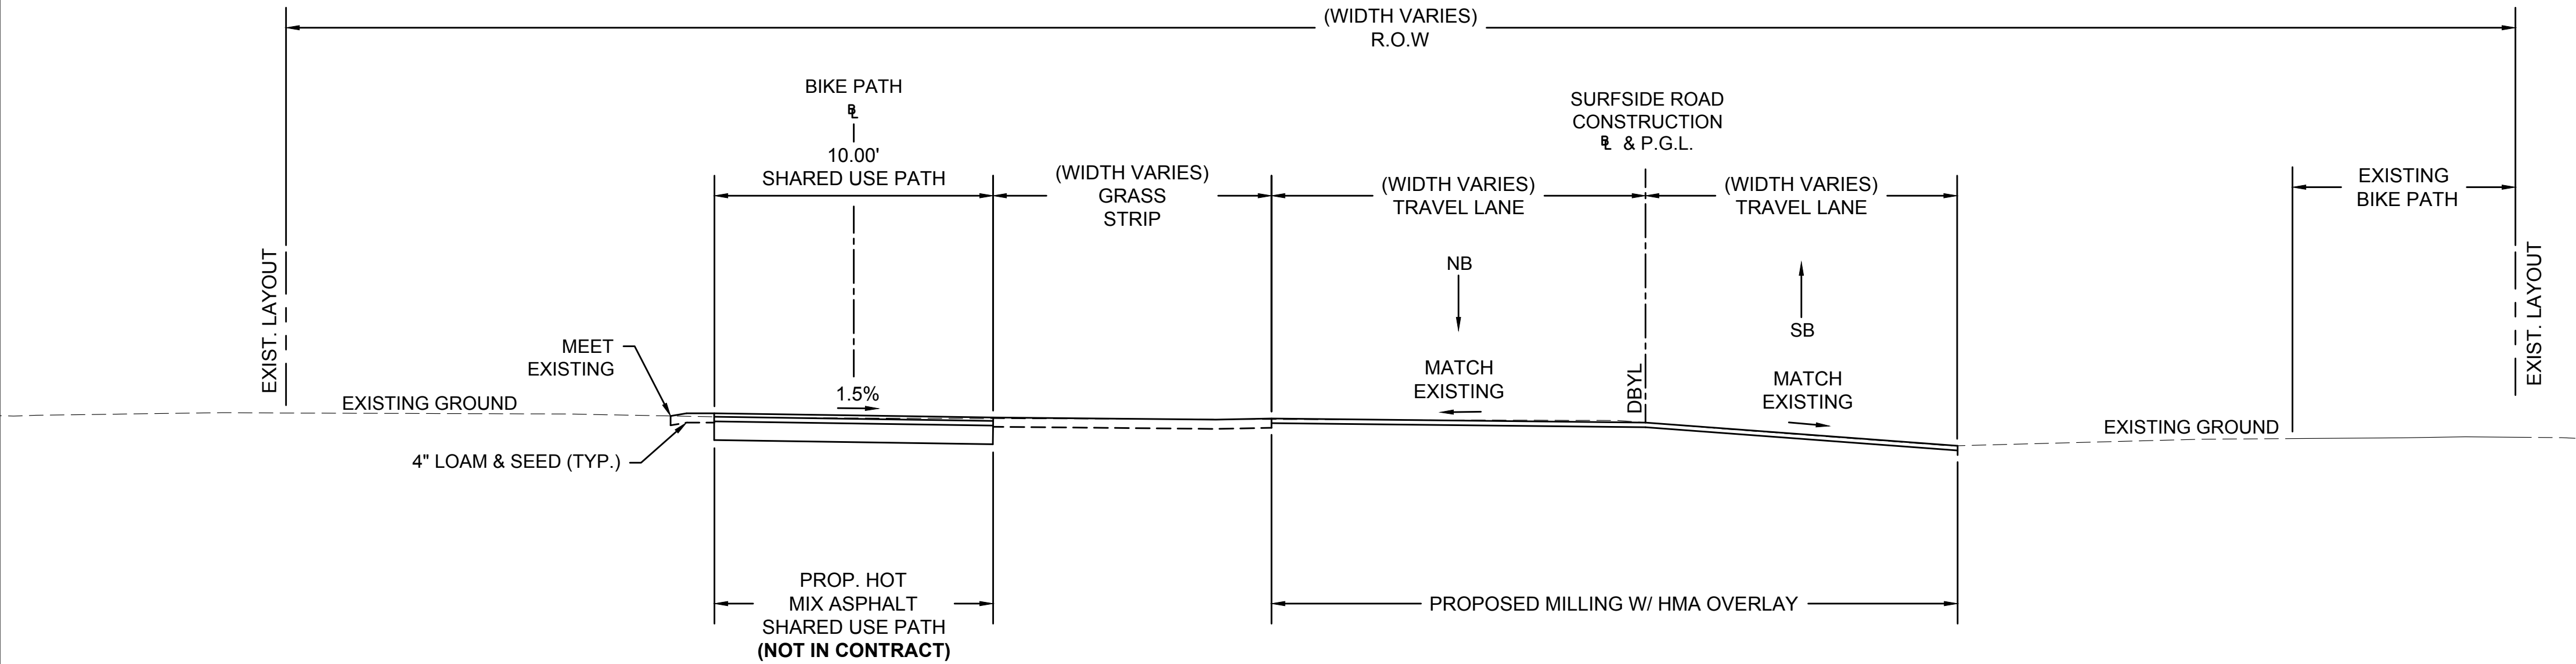 (WIDTH VARIES)
R.O.W
BIKE PATH
℄
10.00'
SHARED USE PATH
(WIDTH VARIES)
GRASS
STRIP
(WIDTH VARIES)
TRAVEL LANE
SURFSIDE ROAD
CONSTRUCTION
BL & P.G.L.
(WIDTH VARIES)
TRAVEL LANE
EXISTING
BIKE PATH
EXIST. LAYOUT
EXIST. LAYOUT
NB
SB
MEET
EXISTING
MATCH
EXISTING
MATCH
EXISTING
DBYL
1.5%
EXISTING GROUND
EXISTING GROUND
4" LOAM & SEED (TYP.)
PROP. HOT
MIX ASPHALT
SHARED USE PATH
(NOT IN CONTRACT)
PROPOSED MILLING W/ HMA OVERLAY